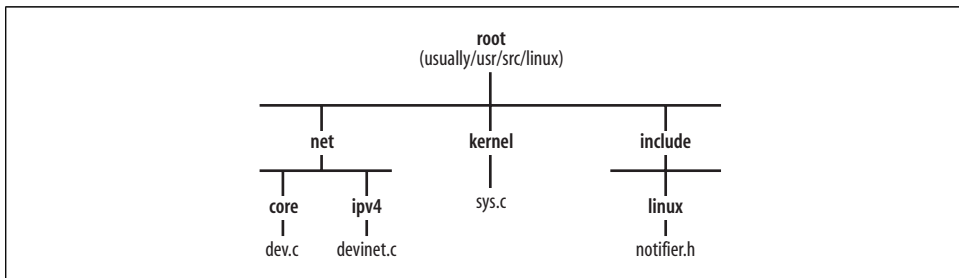 root
(usually/usr/src/linux)
net kernel include
core ipv4 sys.c linux
dev.c devinet.c notifier.h